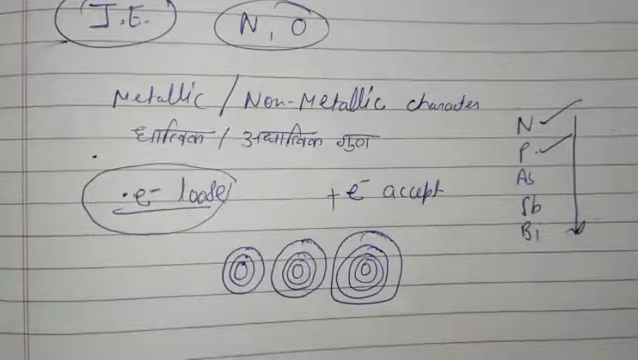 I.E. N, O
Metallic / Non-Metallic character
धात्विक / अधात्विक गुण
• e- loose + e- accept
N ✓
P ✓
As
Sb
Bi